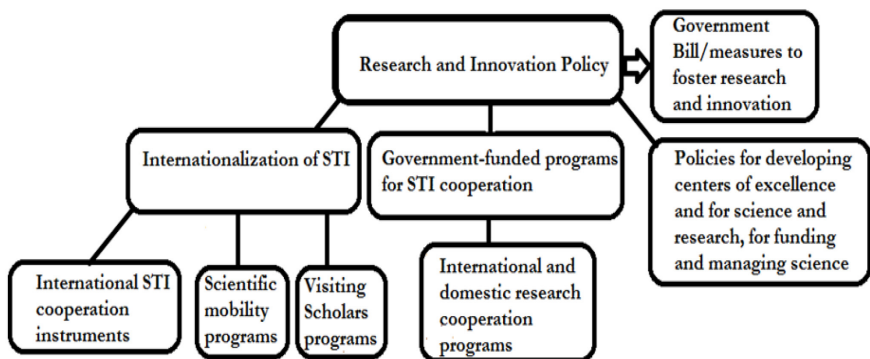 Research and Innovation Policy
Government
Bill/measures to
foster research
and innovation
Internationalization of STI
Government-funded programs
for STI cooperation
Policies for developing
centers of excellence
and for science and
research, for funding
and managing science
International STI
cooperation
instruments
Scientific
mobility
programs
Visiting
Scholars
programs
International and
domestic research
cooperation
programs